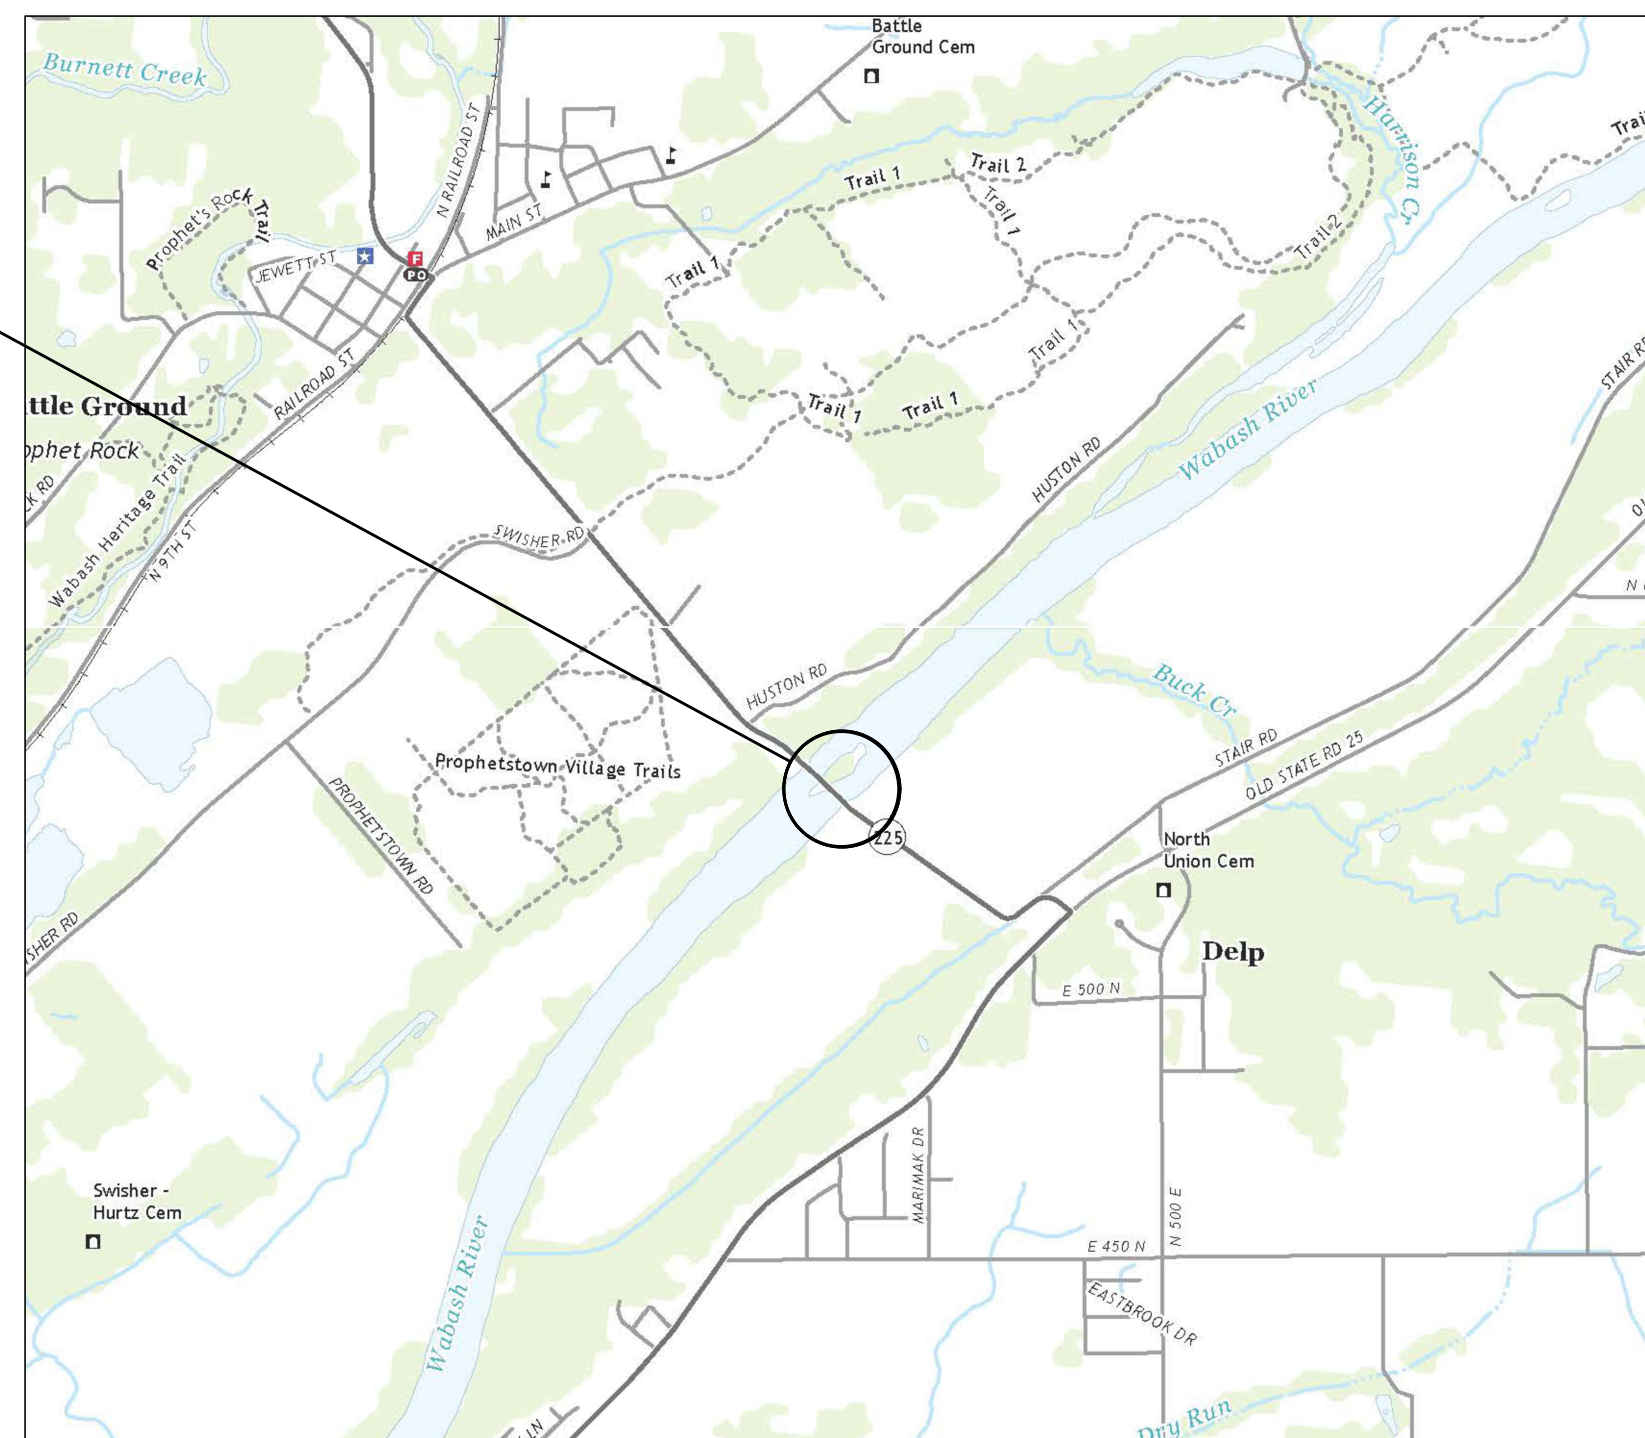 Battle
Ground Cem
Burnett Creek
Harrison Cr
N RAILROAD ST
Trail 2
Trail 1
MAIN ST
Prophet's Rock Trail
Trail 1
Trail 2
JEWETT ST
F
PO
Trail 1
Trail 1
RAILROAD ST
STAIR RD
ttle Ground
Trail 1
Trail 1
Wabash River
phet Rock
HUSTON RD
CK RD
Wabash Heritage Trail
SWISHER RD
N 9TH ST
HUSTON RD
Buck Cr
STAIR RD
Prophetstown Village Trails
OLD STATE RD 25
PROPHETSTOWN RD
225
North
Union Cem
SHER RD
Delp
E 500 N
MARIMAK DR
Swisher -
Hurtz Cem
N 500 E
E 450 N
Wabash River
EASTBROOK DR
Dry Run
LN